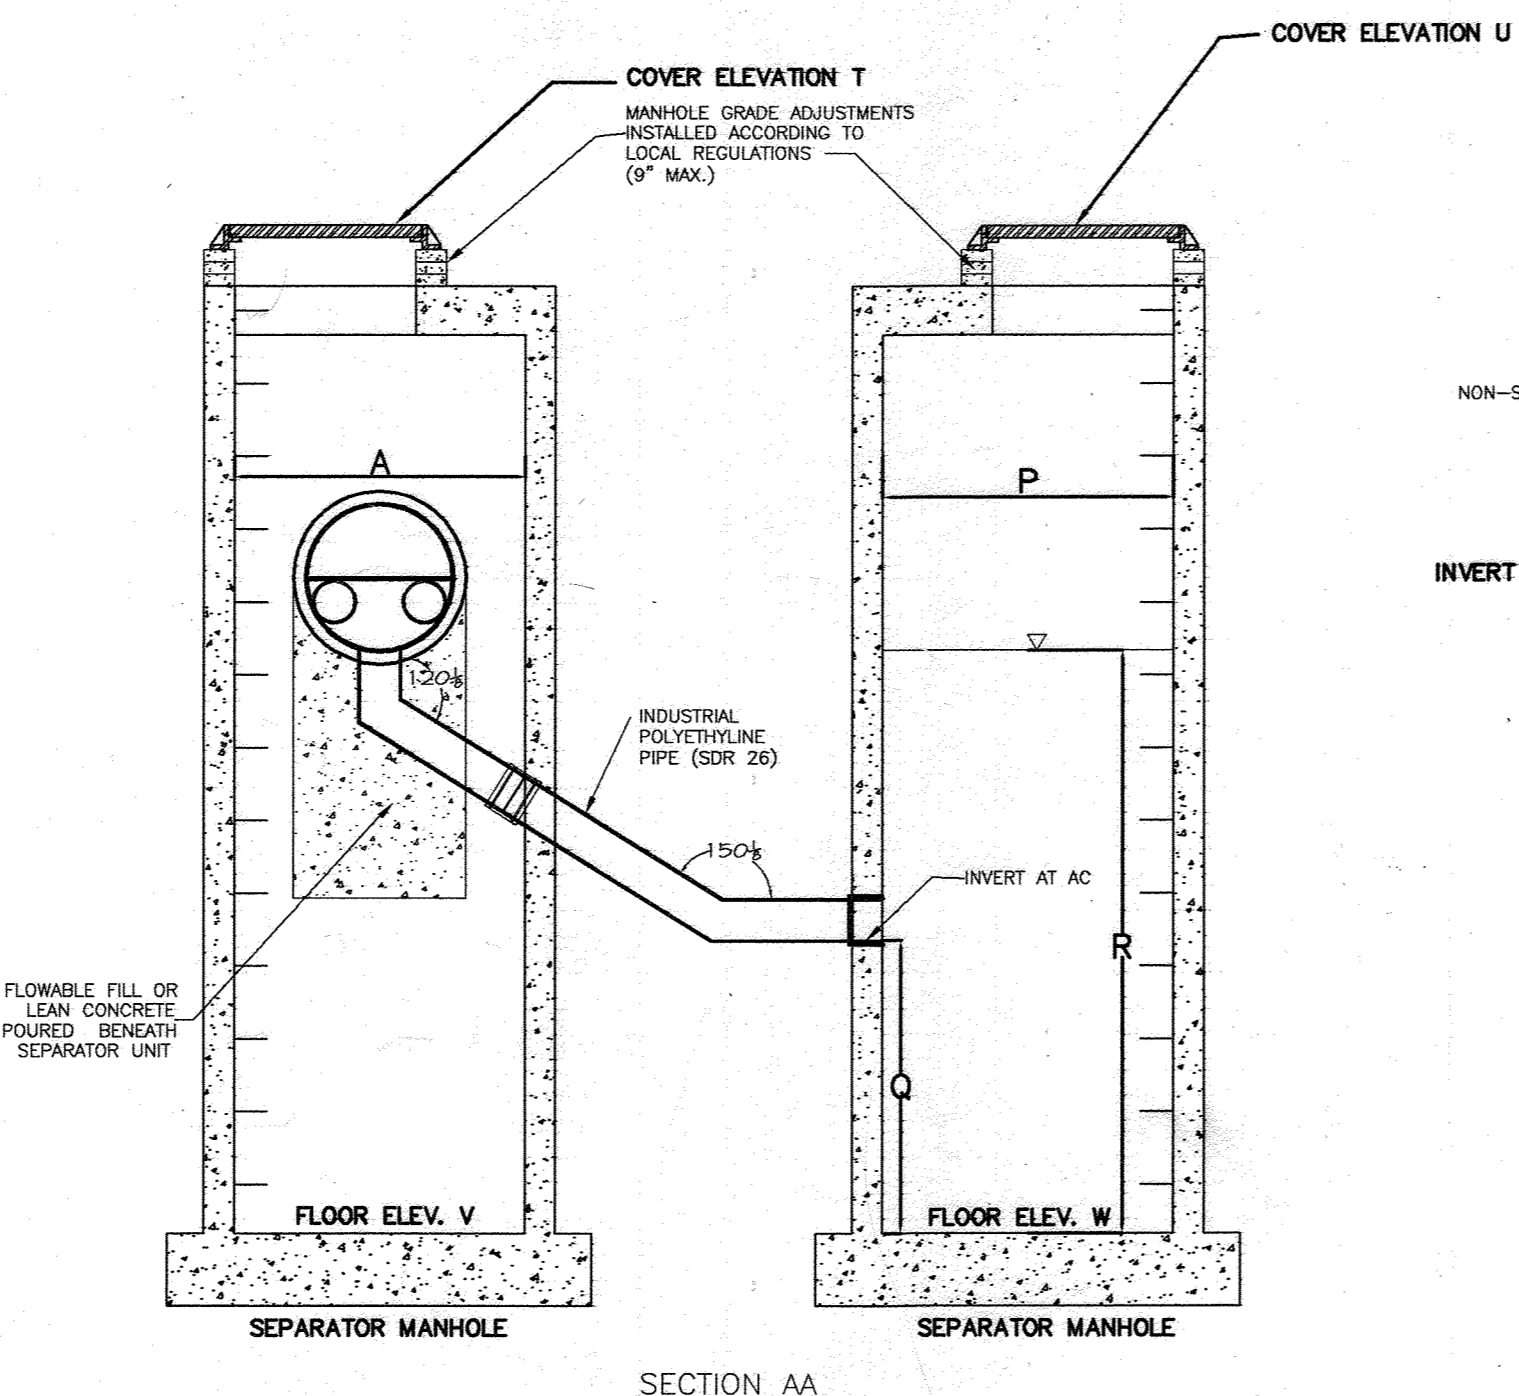 COVER ELEVATION U
COVER ELEVATION T
MANHOLE GRADE ADJUSTMENTS
INSTALLED ACCORDING TO
LOCAL REGULATIONS
(9" MAX.)
NON-S
A
P
INVERT
120
INDUSTRIAL
POLYETHYLINE
PIPE (SDR 26)
150
INVERT AT AC
R
FLOWABLE FILL OR
LEAN CONCRETE
POURED BENEATH
SEPARATOR UNIT
Q
FLOOR ELEV. V
FLOOR ELEV. W
SEPARATOR MANHOLE
SEPARATOR MANHOLE
SECTION AA